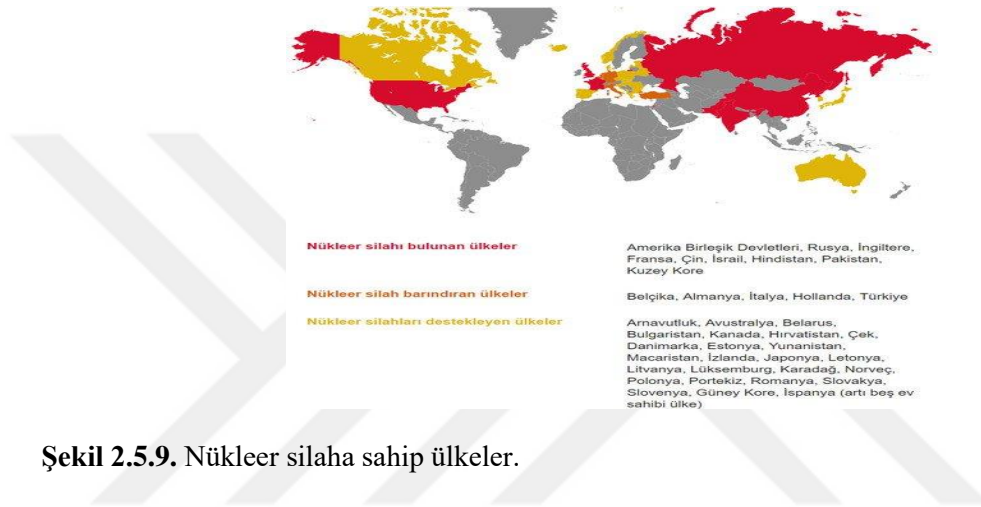 Nükleer silahı bulunan ülkeler
Amerika Birleşik Devletleri, Rusya, İngiltere,
Fransa, Çin, İsrail, Hindistan, Pakistan,
Kuzey Kore
Nükleer silah barındıran ülkeler
Belçika, Almanya, İtalya, Hollanda, Türkiye
Nükleer silahları destekleyen ülkeler
Arnavutluk, Avustralya, Belarus,
Bulgaristan, Kanada, Hırvatistan, Çek,
Danimarka, Estonya, Yunanistan,
Macaristan, İzlanda, Japonya, Letonya,
Litvanya, Lüksemburg, Karadağ, Norveç,
Polonya, Portekiz, Romanya, Slovakya,
Slovenya, Güney Kore, İspanya (artı beş ev
sahibi ülke)
Şekil 2.5.9. Nükleer silaha sahip ülkeler.